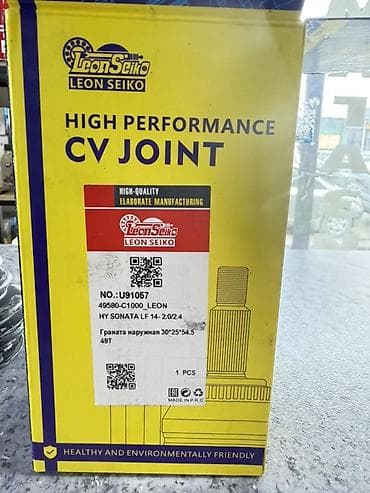 LeonSeiko
LEON SEIKO
HIGH PERFORMANCE
CV JOINT
HIGH-QUALITY
ELABORATE MANUFACTURING
LeonSeiko
LEON SEIKO
NO.:U91057
49580-C1000_LEON
HY SONATA LF 14- 2.0/2.4
Граната наружная 30*25*54.5
48T
1 PCS
MADE IN P.R.C
HEALTHY AND ENVIRONMENTALLY FRIENDLY